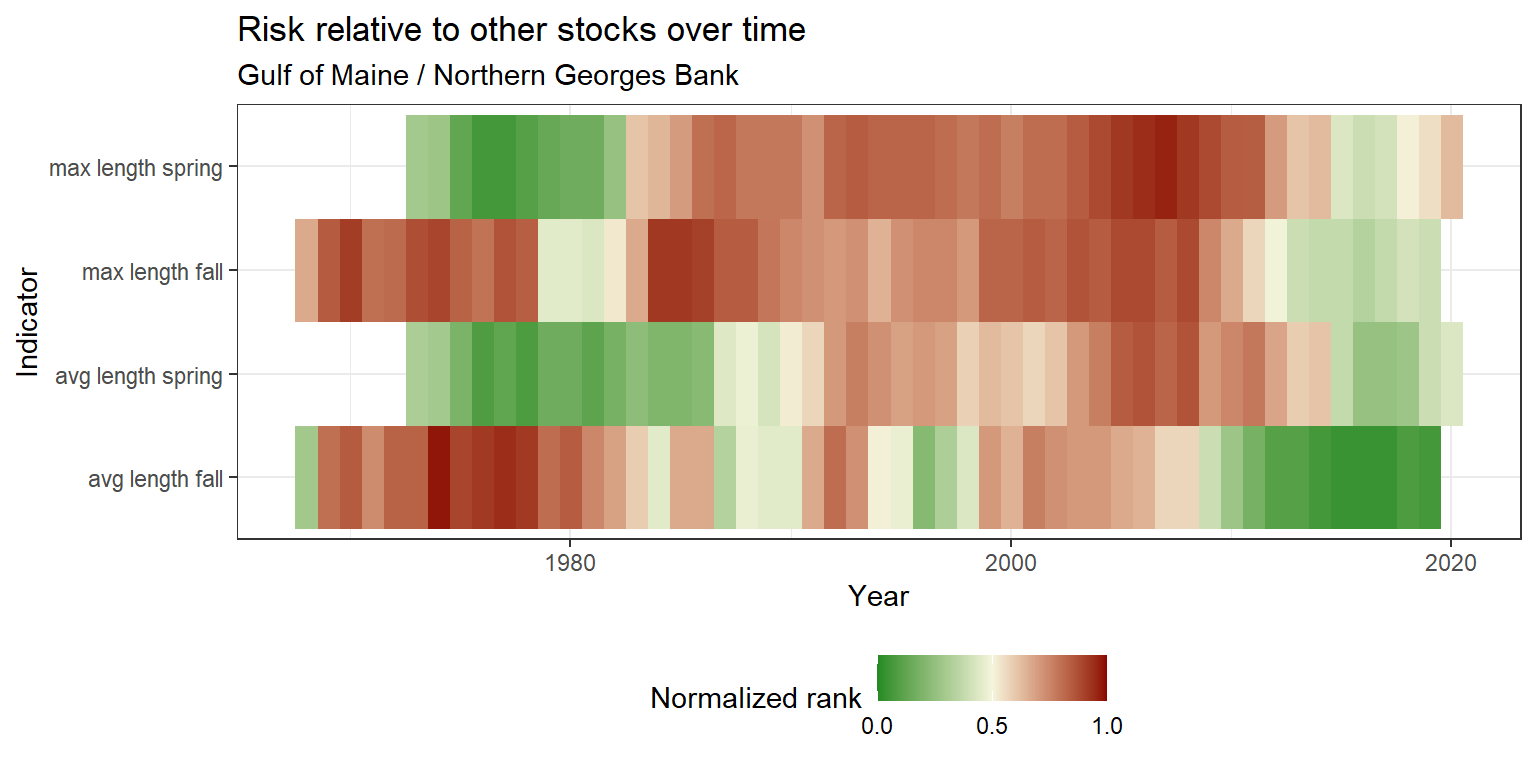 Risk relative to other stocks over time
Gulf of Maine / Northern Georges Bank
Indicator
max length spring
max length fall
avg length spring
avg length fall
1980
2000
2020
Year
Normalized rank
0.0
0.5
1.0